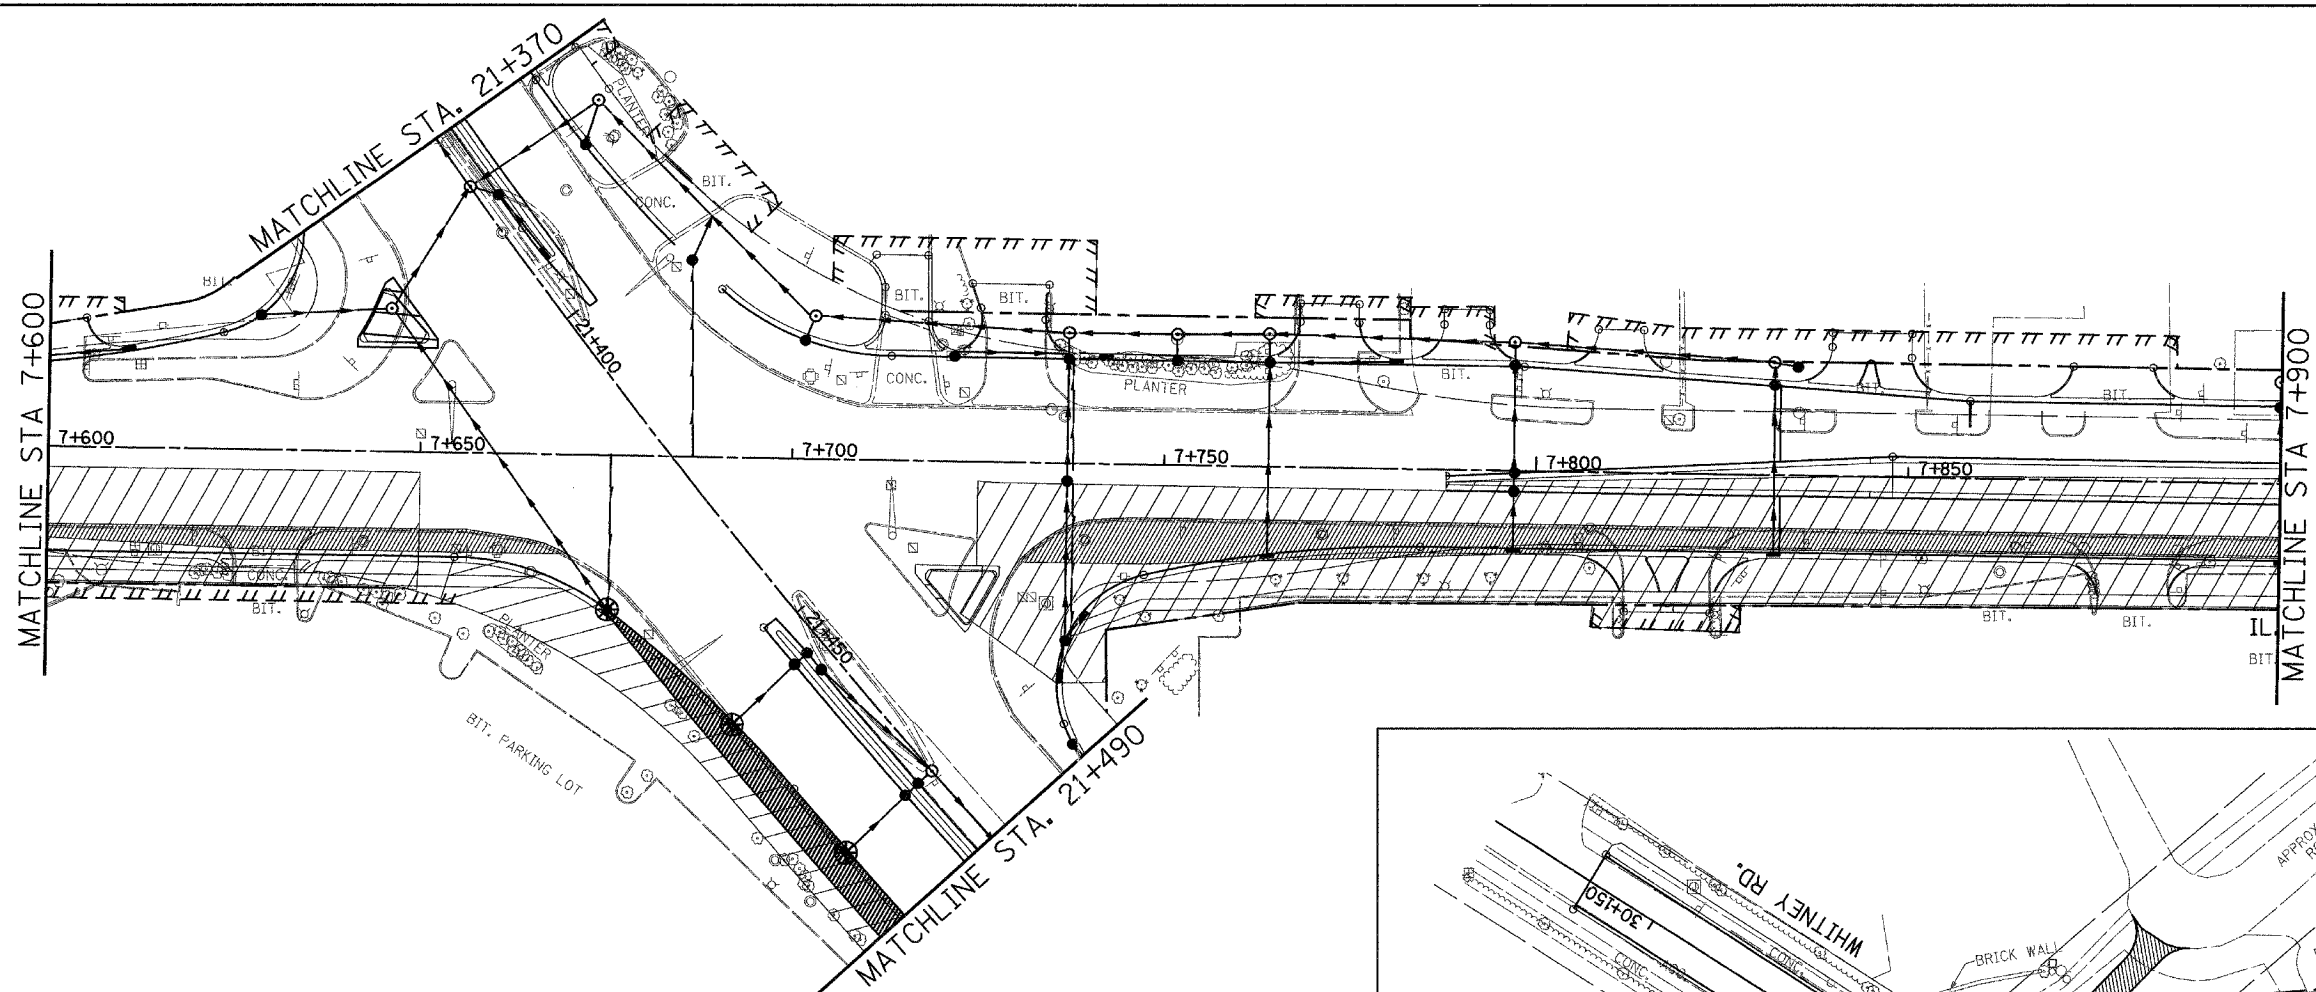 MATCHLINE STA. 21+370
PLANTER
BIT.
CONC.
BIT.
MATCHLINE STA 7+600
21+400
BIT.
BIT.
CONC.
PLANTER
BIT.
BIT.
BIT.
7+600
7+650
7+700
7+750
7+800
7+850
MATCHLINE STA 7+900
BIT.
CONC.
BIT.
PLANTER
21+450
BIT.
BIT.
IL.
BIT.
BIT. PARKING LOT
MATCHLINE STA. 21+490
WHITNEY RD.
30+150
CONC.
CONC.
BRICK WALL